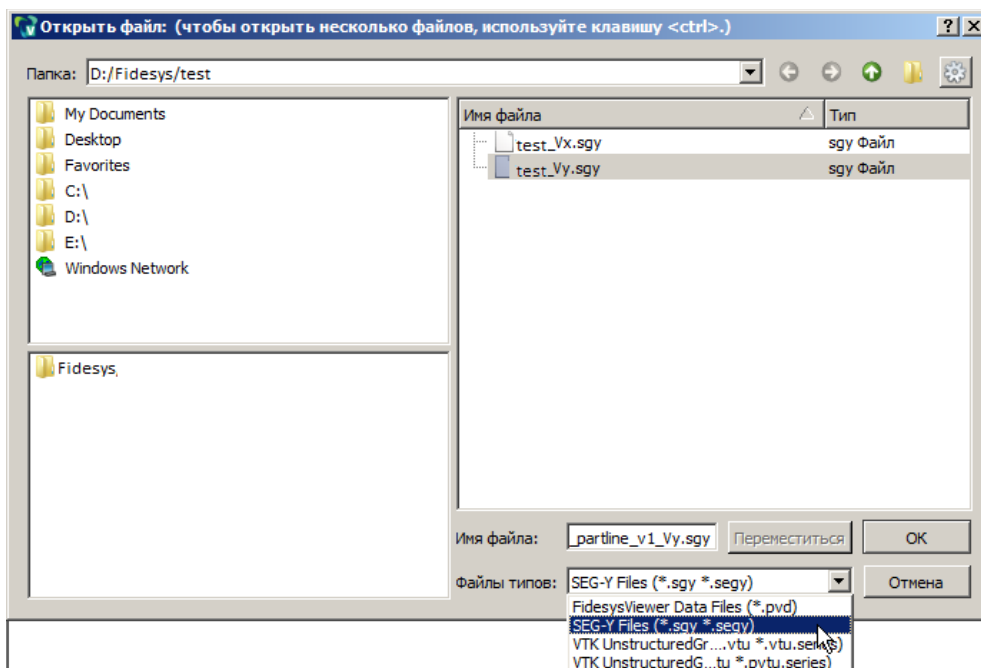 Открыть файл: (чтобы открыть несколько файлов, используйте клавишу <ctrl>.)
Папка: D:/Fidesys/test
My Documents
Desktop
Favorites
C:\
D:\
E:\
Windows Network
Fidesys
Имя файла Тип
test_Vx.sgy sgy Файл
test_Vy.sgy sgy Файл
Имя файла: _partline_v1_Vy.sgy Переместиться OK
Файлы типов: SEG-Y Files (*.sgy *.segy) Отмена
FidesysViewer Data Files (*.pvd)
SEG-Y Files (*.sgy *.segy)
VTK UnstructuredGr....vtu *.vtu.series)
VTK UnstructuredG...tu *.pvtu.series)